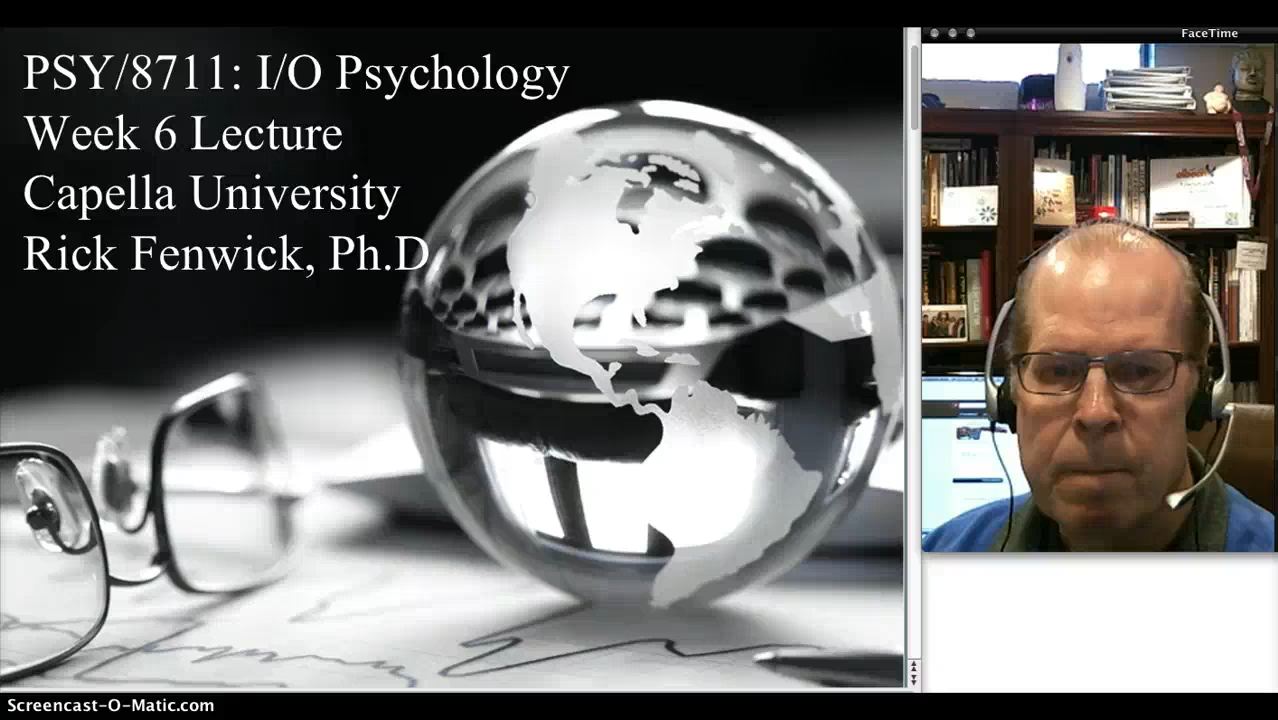 PSY/8711: I/O Psychology
Week 6 Lecture
Capella University
Rick Fenwick, Ph.D.
FaceTime
Screencast-O-Matic.com